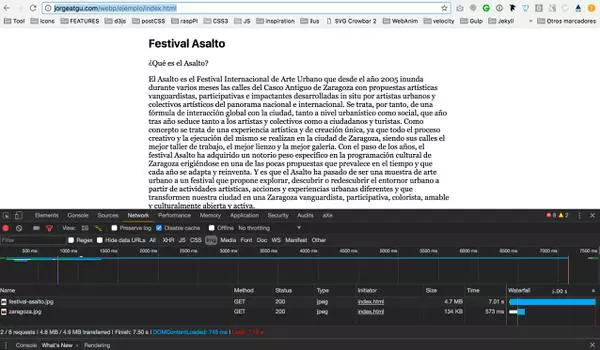 jorgeatgu.com/webp/ejemplo/index.html
Tools Icons FEATURES d3js postCSS raspPI CSS3 JS inspiration ilus SVG Crowbar 2 WebAnim velocity Gulp Jekyll Otros marcadores
Festival Asalto
¿Qué es el Asalto?
El Asalto es el Festival Internacional de Arte Urbano que desde el año 2005 inunda
durante varios meses las calles del Casco Antiguo de Zaragoza con propuestas artísticas
vanguardistas, participativas e impactantes desarrolladas in situ por artistas urbanos y
colectivos artísticos del panorama nacional e internacional. Se trata, por tanto, de una
fórmula de interacción global con la ciudad, tanto a nivel urbanístico como social, que año
tras año seduce tanto a los artistas y colectivos como a ciudadanos y turistas. Como
concepto se trata de una experiencia artística y de creación única, ya que todo el proceso
creativo y la ejecución del mismo se realizan en la ciudad de Zaragoza, siendo sus calles el
mejor taller de trabajo, el mejor lienzo y la mejor galería. Con el paso de los años, el
festival Asalto ha adquirido un notorio peso específico en la programación cultural de
Zaragoza erigiéndose en una de las pocas propuestas que prevalece en el tiempo y que
cada año se adapta y reinventa. Y es que el Asalto ha pasado de ser una muestra de arte
urbano a un festival que propone explorar, descubrir o redescubrir el entorno urbano a
partir de actividades artísticas, acciones y experiencias urbanas diferentes y que
transformen nuestra ciudad en una Zaragoza vanguardista, participativa, colorista, amable
y culturalmente abierta y activa.
Elements Console Sources Network Performance Memory Application Security Audits aXe 8 2
Preserve log Disable cache Offline No throttling
Filter Regex Hide data URLs All XHR JS CSS Img Media Font Doc WS Manifest Other
500 ms 1000 ms 1500 ms 2000 ms 2500 ms 3000 ms 3500 ms 4000 ms 4500 ms 5000 ms 5500 ms 6000 ms 6500 ms 7000 ms 7500 ms
Name Method Status Type Initiator Size Time Waterfall 5.00 s
festival-asalto.jpg GET 200 jpeg index.html 4.7 MB 7.01 s
zaragoza.jpg GET 200 jpeg index.html 134 KB 573 ms
2 / 6 requests | 4.8 MB / 4.9 MB transferred | Finish: 7.50 s | DOMContentLoaded: 745 ms
Console What's New Rendering